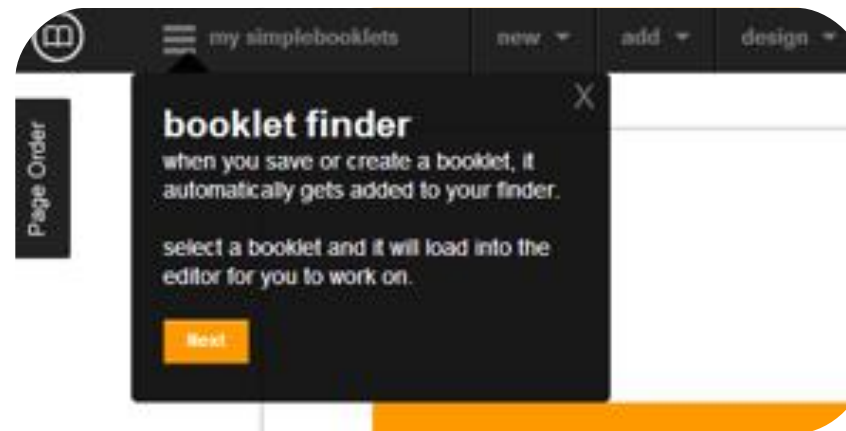 my simplebooklets new add design
Page Order
X
booklet finder
when you save or create a booklet, it
automatically gets added to your finder.
select a booklet and it will load into the
editor for you to work on.
Next